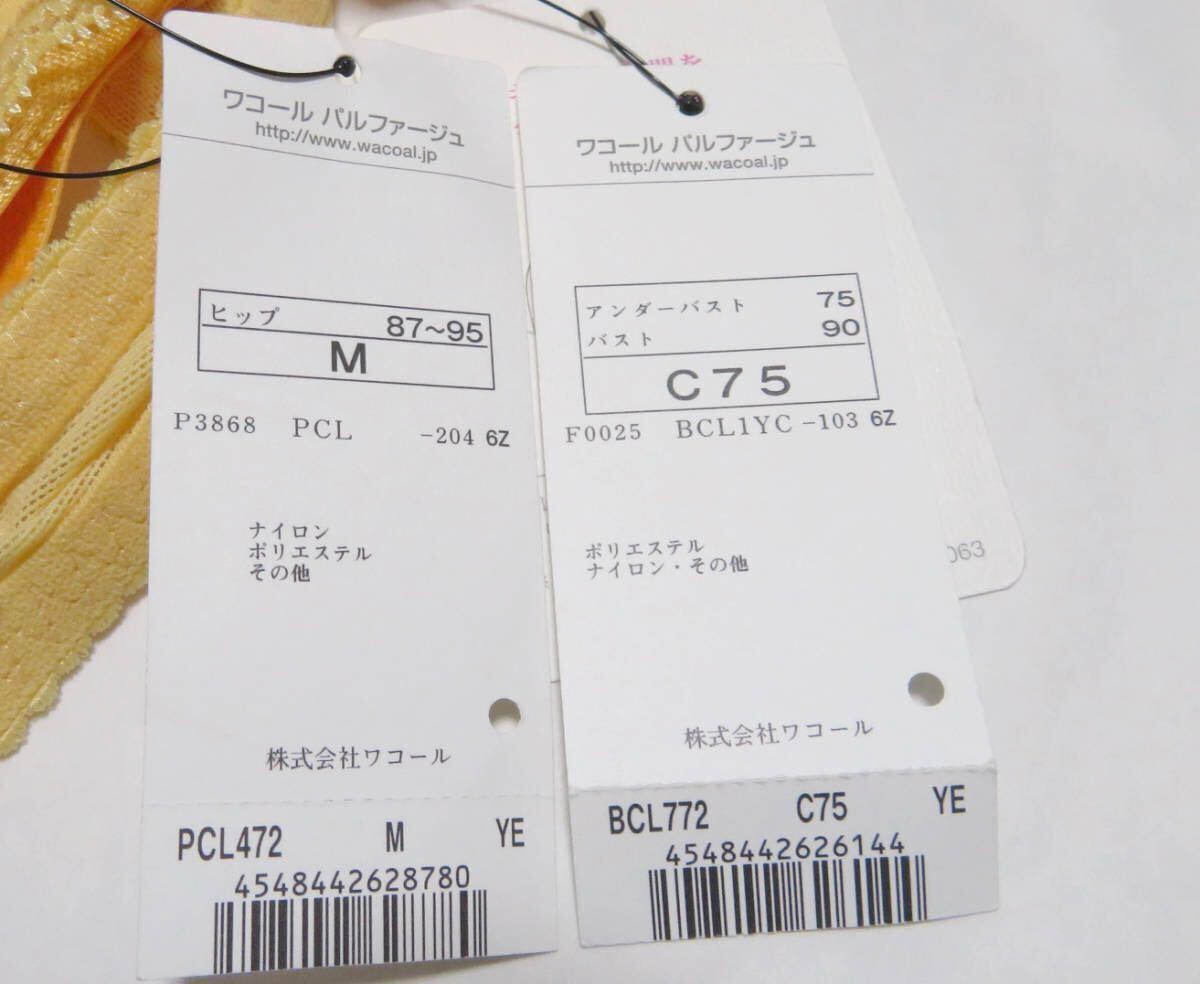 ワコール パルファージュ
http://www.wacoal.jp
ヒップ 87~95
M
P3868 PCL -204 6Z
ナイロン
ポリエステル
その他
株式会社ワコール
PCL472 M YE
4548442628780
ワコール パルファージュ
http://www.wacoal.jp
アンダーバスト 75
バスト 90
C75
F0025 BCL1YC -103 6Z
ポリエステル
ナイロン・その他
株式会社ワコール
BCL772 C75 YE
4548442626144
063